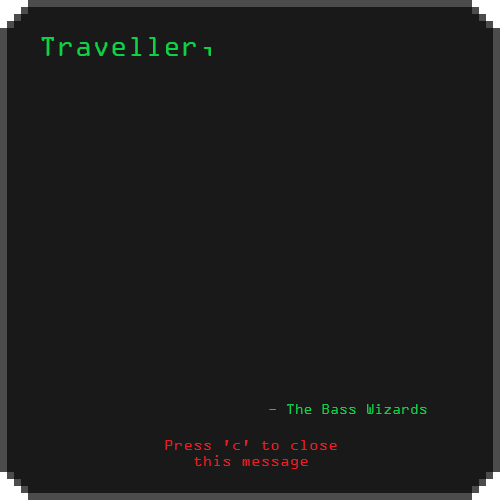 Traveller,
- The Bass Wizards
Press 'c' to close
this message